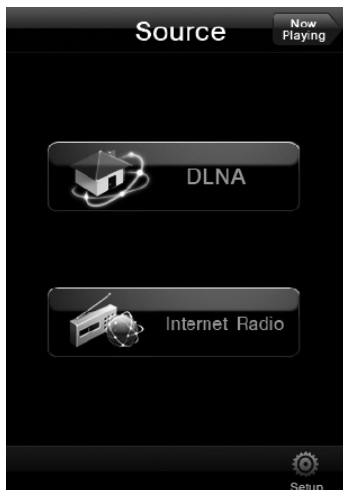 Source
Now
Playing
DLNA
Internet Radio
Setup